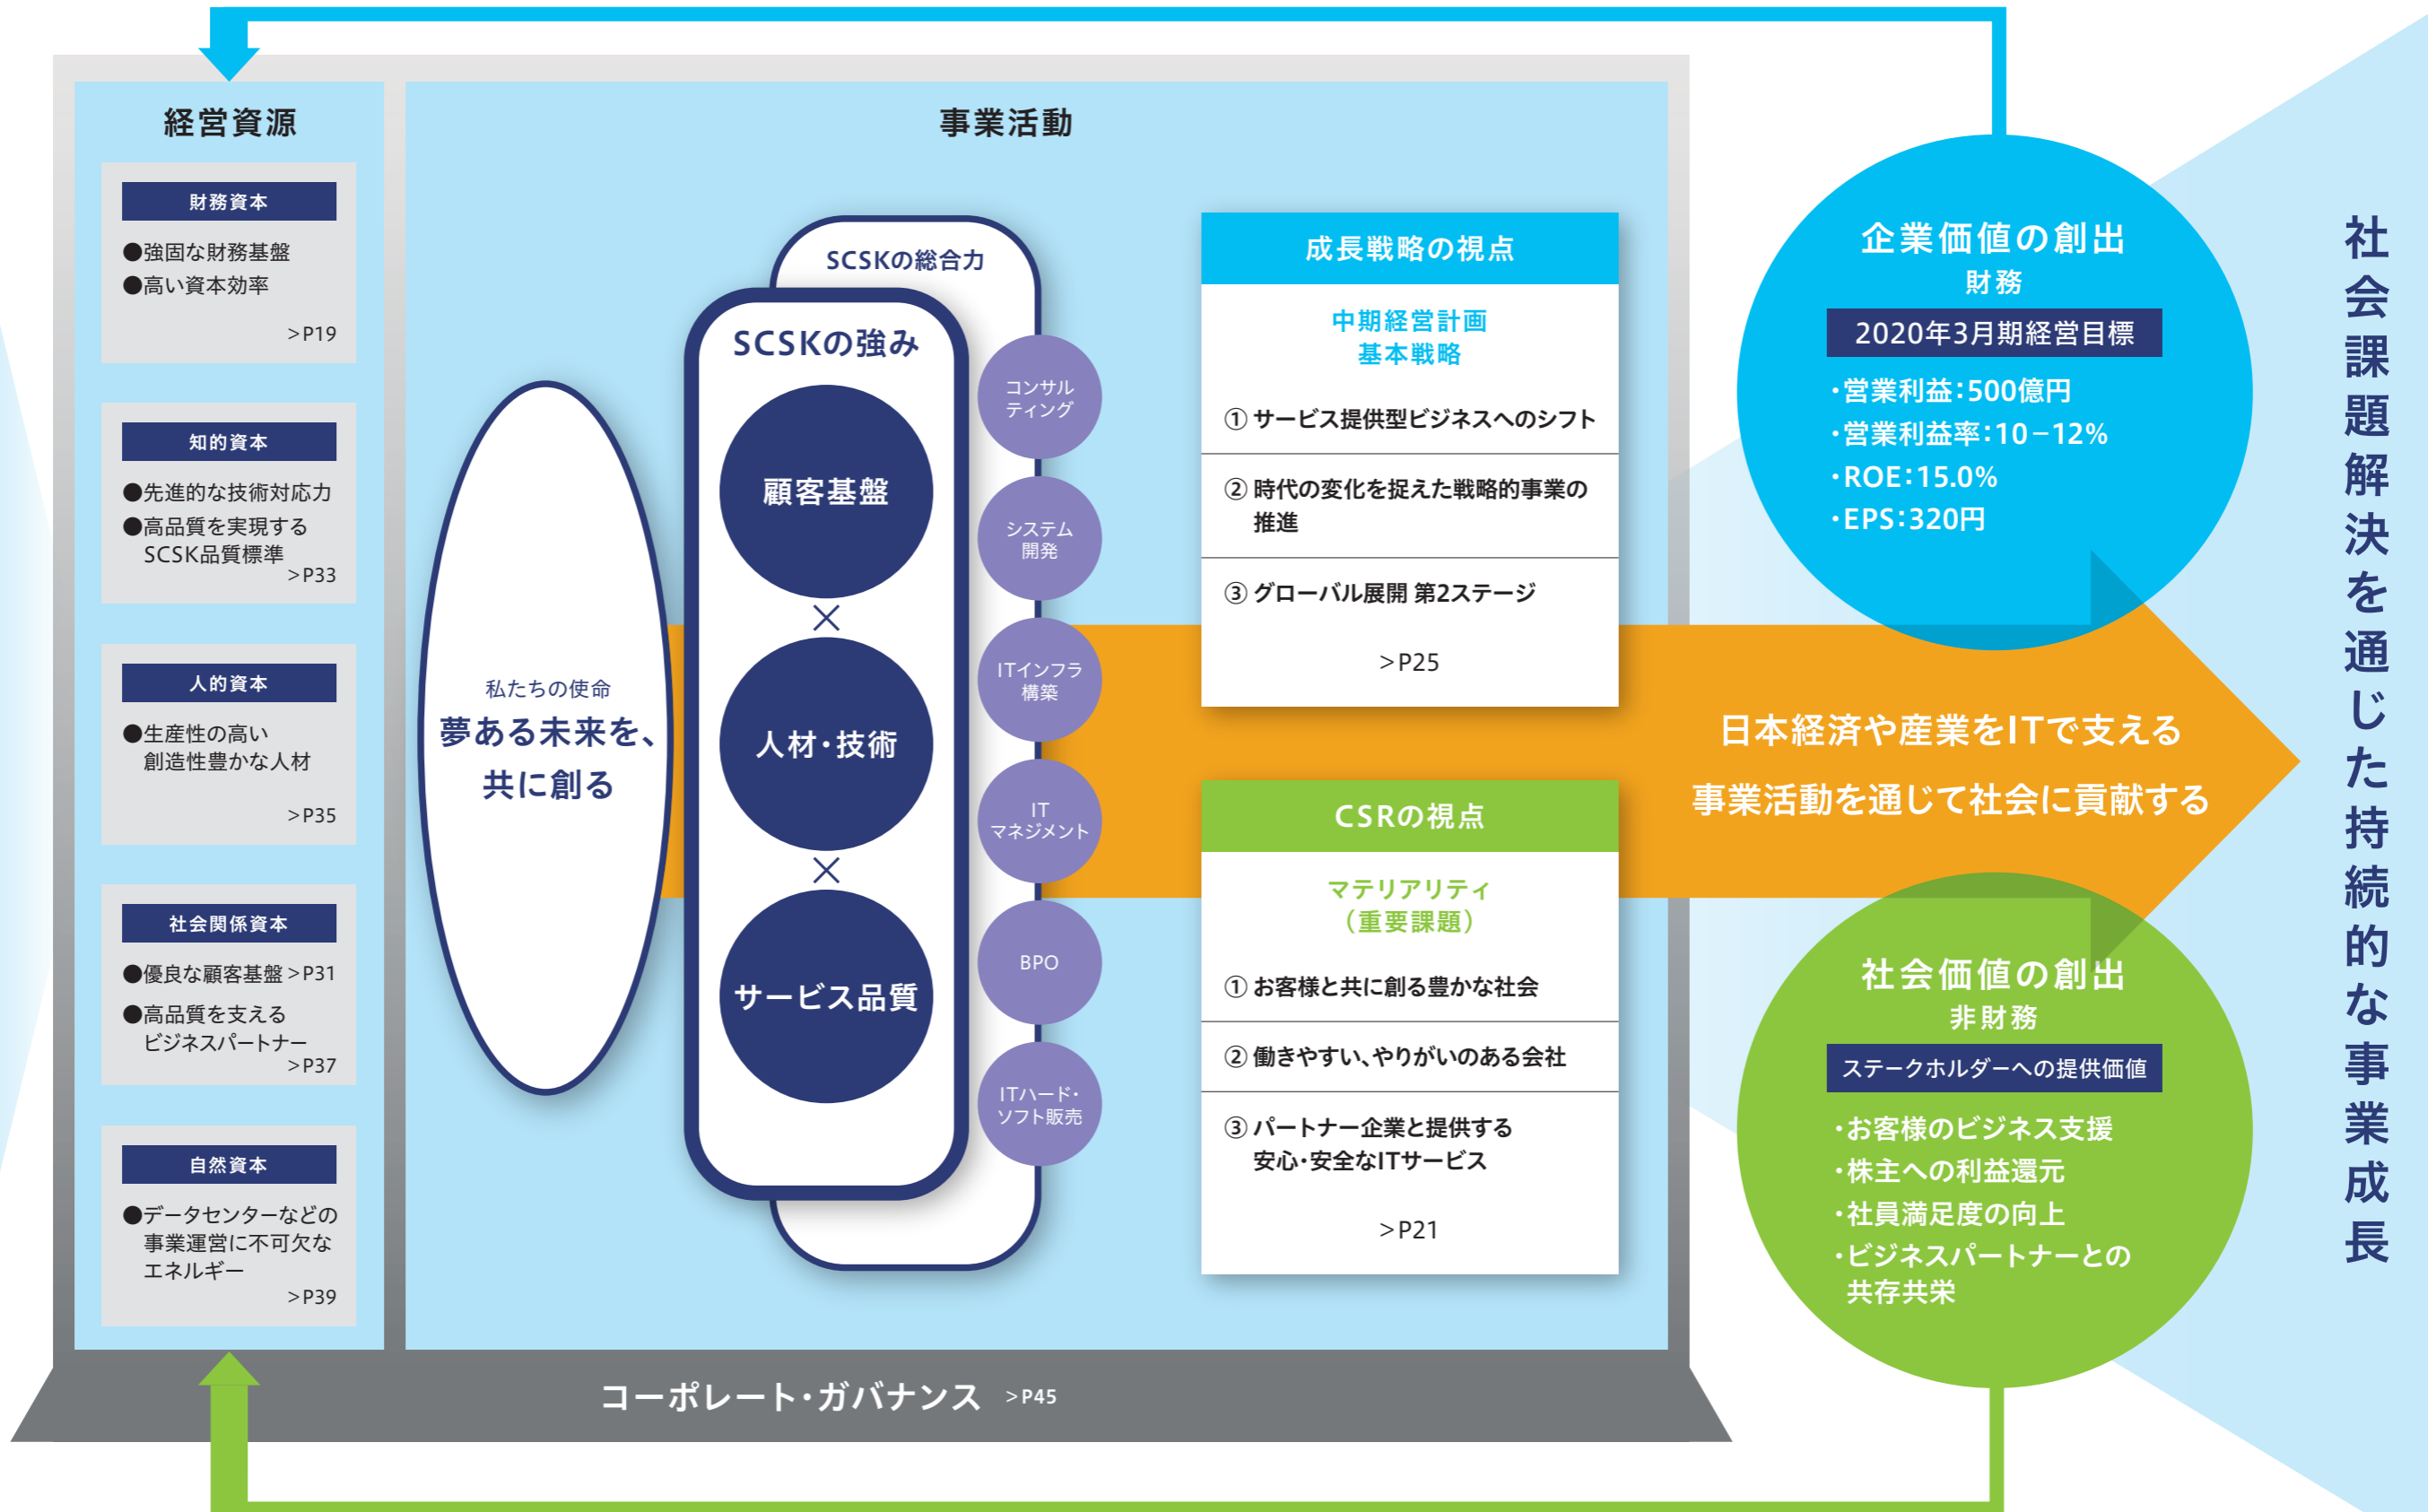 経営資源
財務資本
●強固な財務基盤
●高い資本効率
>P19
知的資本
●先進的な技術対応力
●高品質を実現する
SCSK品質標準
>P33
人的資本
●生産性の高い
創造性豊かな人材
>P35
社会関係資本
●優良な顧客基盤 >P31
●高品質を支える
ビジネスパートナー
>P37
自然資本
●データセンターなどの
事業運営に不可欠な
エネルギー
>P39
事業活動
私たちの使命
夢ある未来を、
共に創る
SCSKの総合力
SCSKの強み
顧客基盤
×
人材・技術
×
サービス品質
コンサル
ティング
システム
開発
ITインフラ
構築
IT
マネジメント
BPO
ITハード・
ソフト販売
成長戦略の視点
中期経営計画
基本戦略
① サービス提供型ビジネスへのシフト
② 時代の変化を捉えた戦略的事業の
推進
③ グローバル展開 第2ステージ
>P25
CSRの視点
マテリアリティ
（重要課題）
① お客様と共に創る豊かな社会
② 働きやすい、やりがいのある会社
③ パートナー企業と提供する
安心・安全なITサービス
>P21
コーポレート・ガバナンス >P45
企業価値の創出
財務
2020年3月期経営目標
・営業利益：500億円
・営業利益率：10－12%
・ROE：15.0%
・EPS：320円
日本経済や産業をITで支える
事業活動を通じて社会に貢献する
社会価値の創出
非財務
ステークホルダーへの提供価値
・お客様のビジネス支援
・株主への利益還元
・社員満足度の向上
・ビジネスパートナーとの
共存共栄
社会課題解決を通じた持続的な事業成長